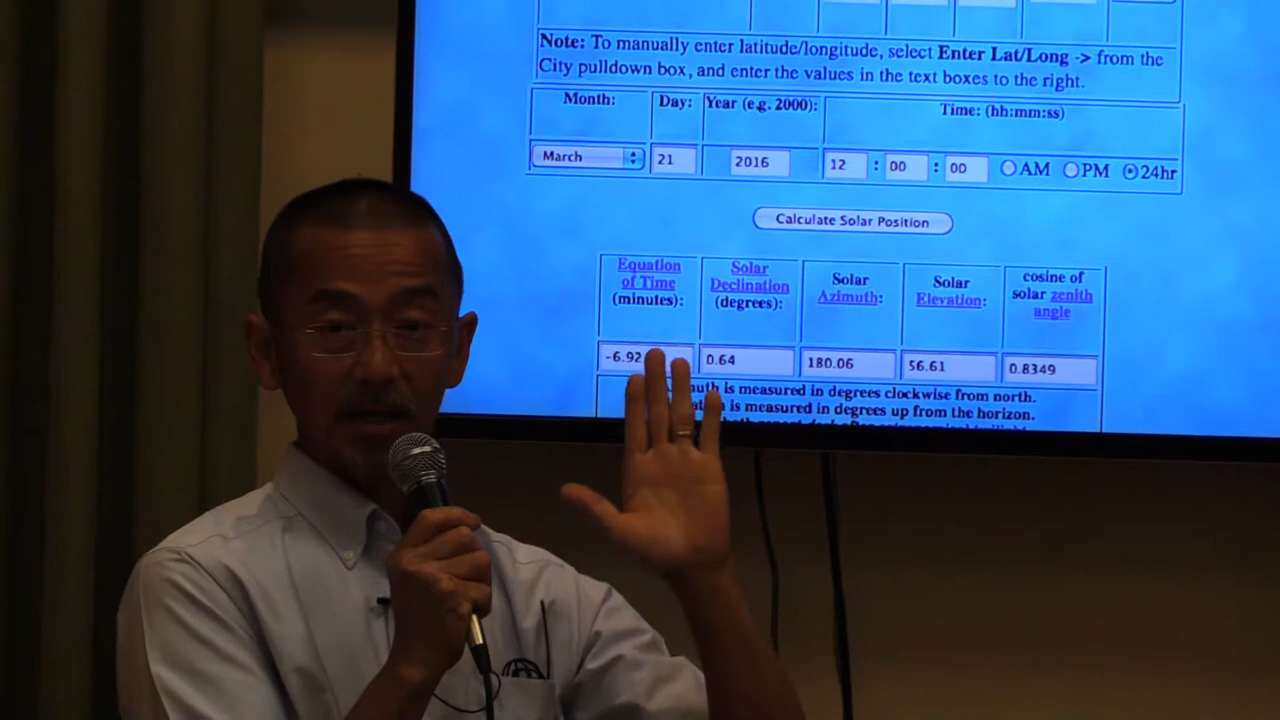 Note: To manually enter latitude/longitude, select Enter Lat/Long -> from the
City pulldown box, and enter the values in the text boxes to the right.
Month: Day: Year (e.g. 2000): Time: (hh:mm:ss)
March 21 2016 12 : 00 : 00 AM PM 24hr
Calculate Solar Position
Equation
of Time
(minutes):
Solar
Declination
(degrees):
Solar
Azimuth:
Solar
Elevation:
cosine of
solar zenith
angle
-6.92 0.64 180.06 56.61 0.8349
is measured in degrees clockwise from north.
is measured in degrees up from the horizon.